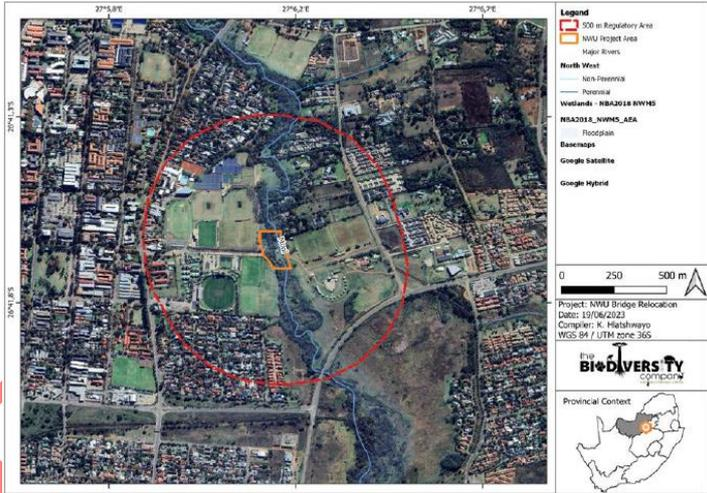 27°5,8'E
27°6,2'E
27°6,7'E
26°41,3'S
26°41,8'S
Legend
500 m Regulatory Area
NWU Project Area
Major Rivers
North West
Non-Perennial
Perennial
Wetlands - NBA2018 NWM5
NBA2018_NWM5_AEA
Floodplain
Basemaps
Google Satellite
Google Hybrid
0 250 500 m
Project: NWU Bridge Relocation
Date: 19/06/2023
Compiler: K. Hlatshwayo
WGS 84 / UTM zone 36S
the
BIODIVERSITY
company
Provincial Context